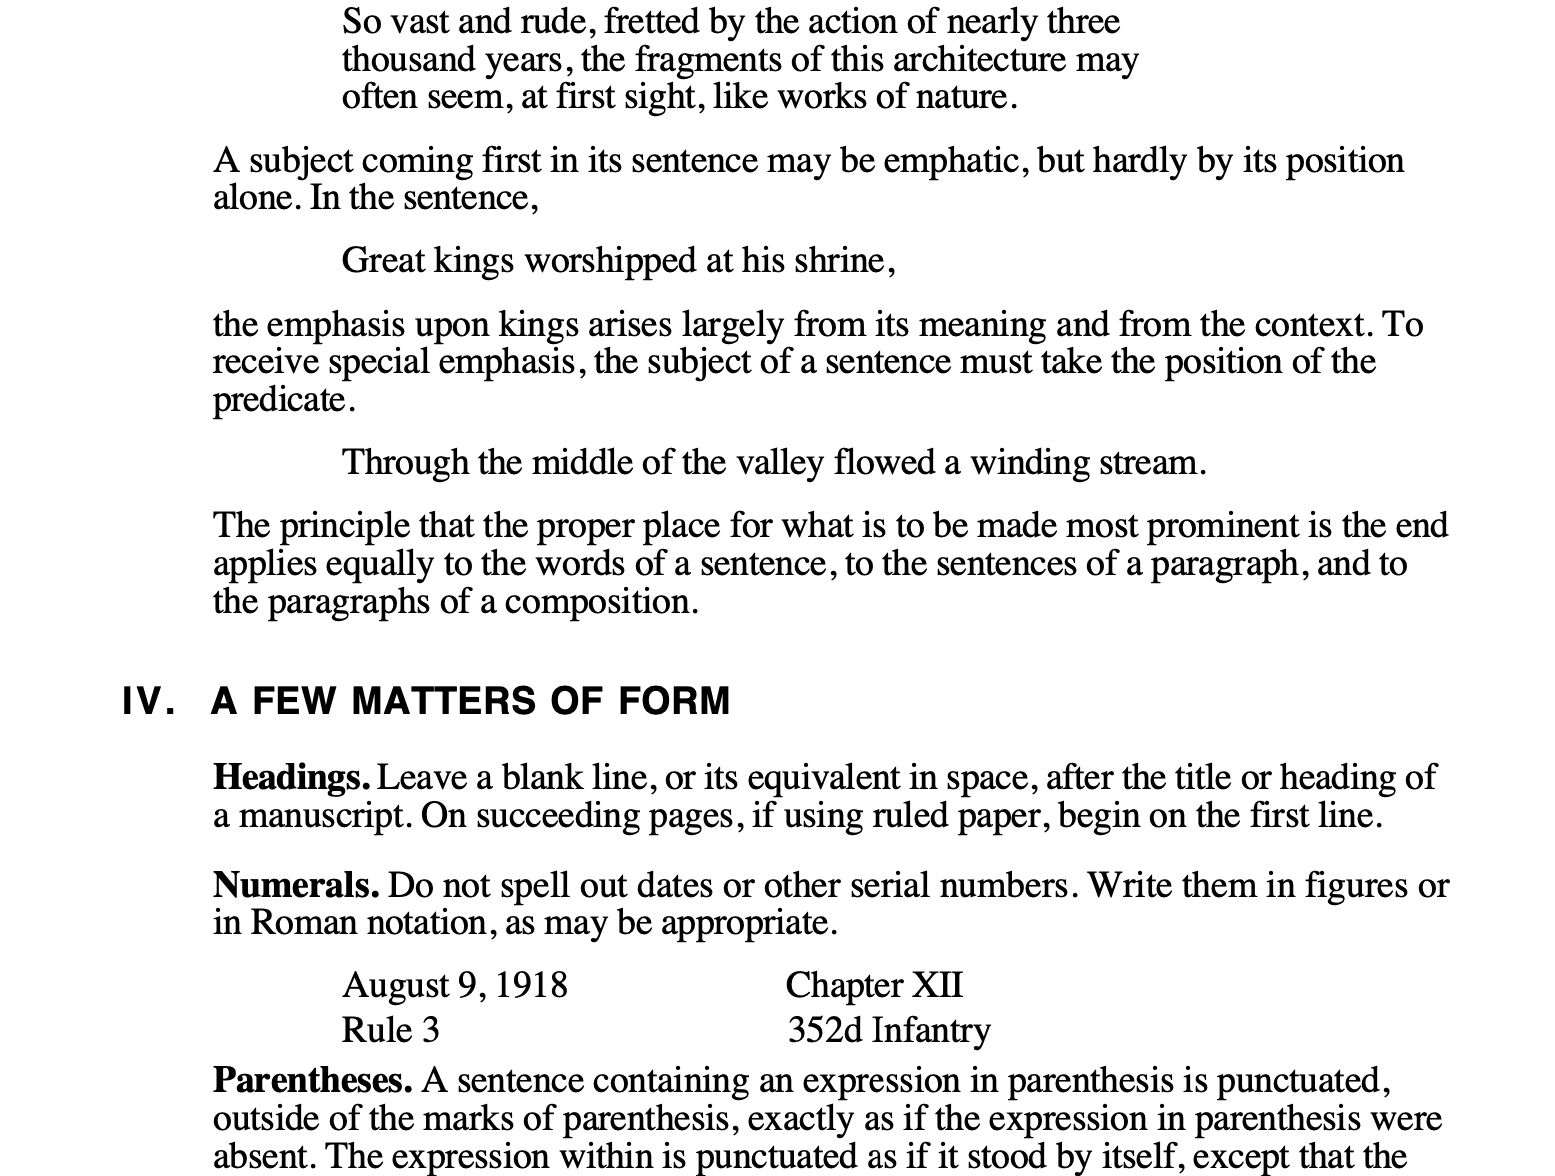 So vast and rude, fretted by the action of nearly three
thousand years, the fragments of this architecture may
often seem, at first sight, like works of nature.
A subject coming first in its sentence may be emphatic, but hardly by its position
alone. In the sentence,
Great kings worshipped at his shrine,
the emphasis upon kings arises largely from its meaning and from the context. To
receive special emphasis, the subject of a sentence must take the position of the
predicate.
Through the middle of the valley flowed a winding stream.
The principle that the proper place for what is to be made most prominent is the end
applies equally to the words of a sentence, to the sentences of a paragraph, and to
the paragraphs of a composition.
IV. A FEW MATTERS OF FORM
Headings. Leave a blank line, or its equivalent in space, after the title or heading of
a manuscript. On succeeding pages, if using ruled paper, begin on the first line.
Numerals. Do not spell out dates or other serial numbers. Write them in figures or
in Roman notation, as may be appropriate.
August 9, 1918 Chapter XII
Rule 3 352d Infantry
Parentheses. A sentence containing an expression in parenthesis is punctuated,
outside of the marks of parenthesis, exactly as if the expression in parenthesis were
absent. The expression within is punctuated as if it stood by itself, except that the